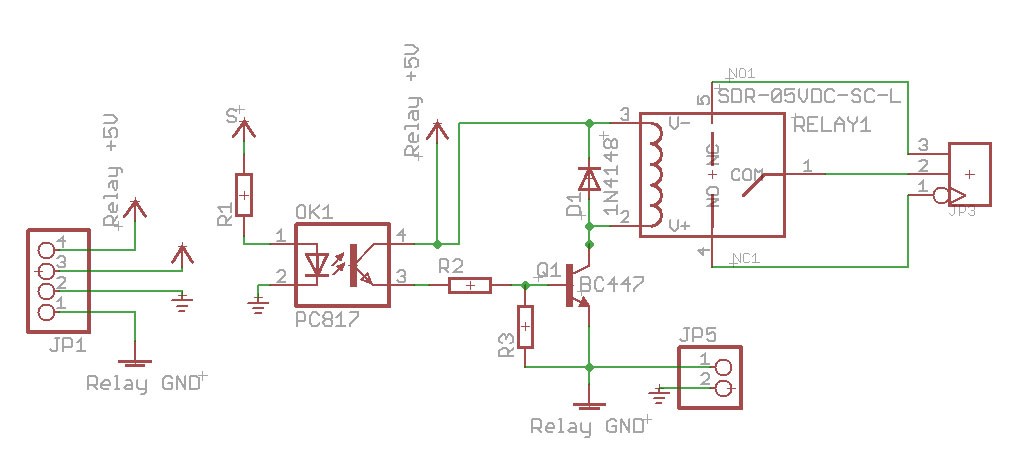 Relay +5V
4
3
2
1
JP1
Relay GND
S
R1
OK1
1
2
4
3
PC817
Relay +5V
R2
R3
Q1
BC447
Relay GND
D1
1N4148
3
V-
2
V+
NO1
5
SDR-05VDC-SC-L
RELAY1
NC
NO
COM
1
4
NC1
3
2
1
JP3
JP5
1
2